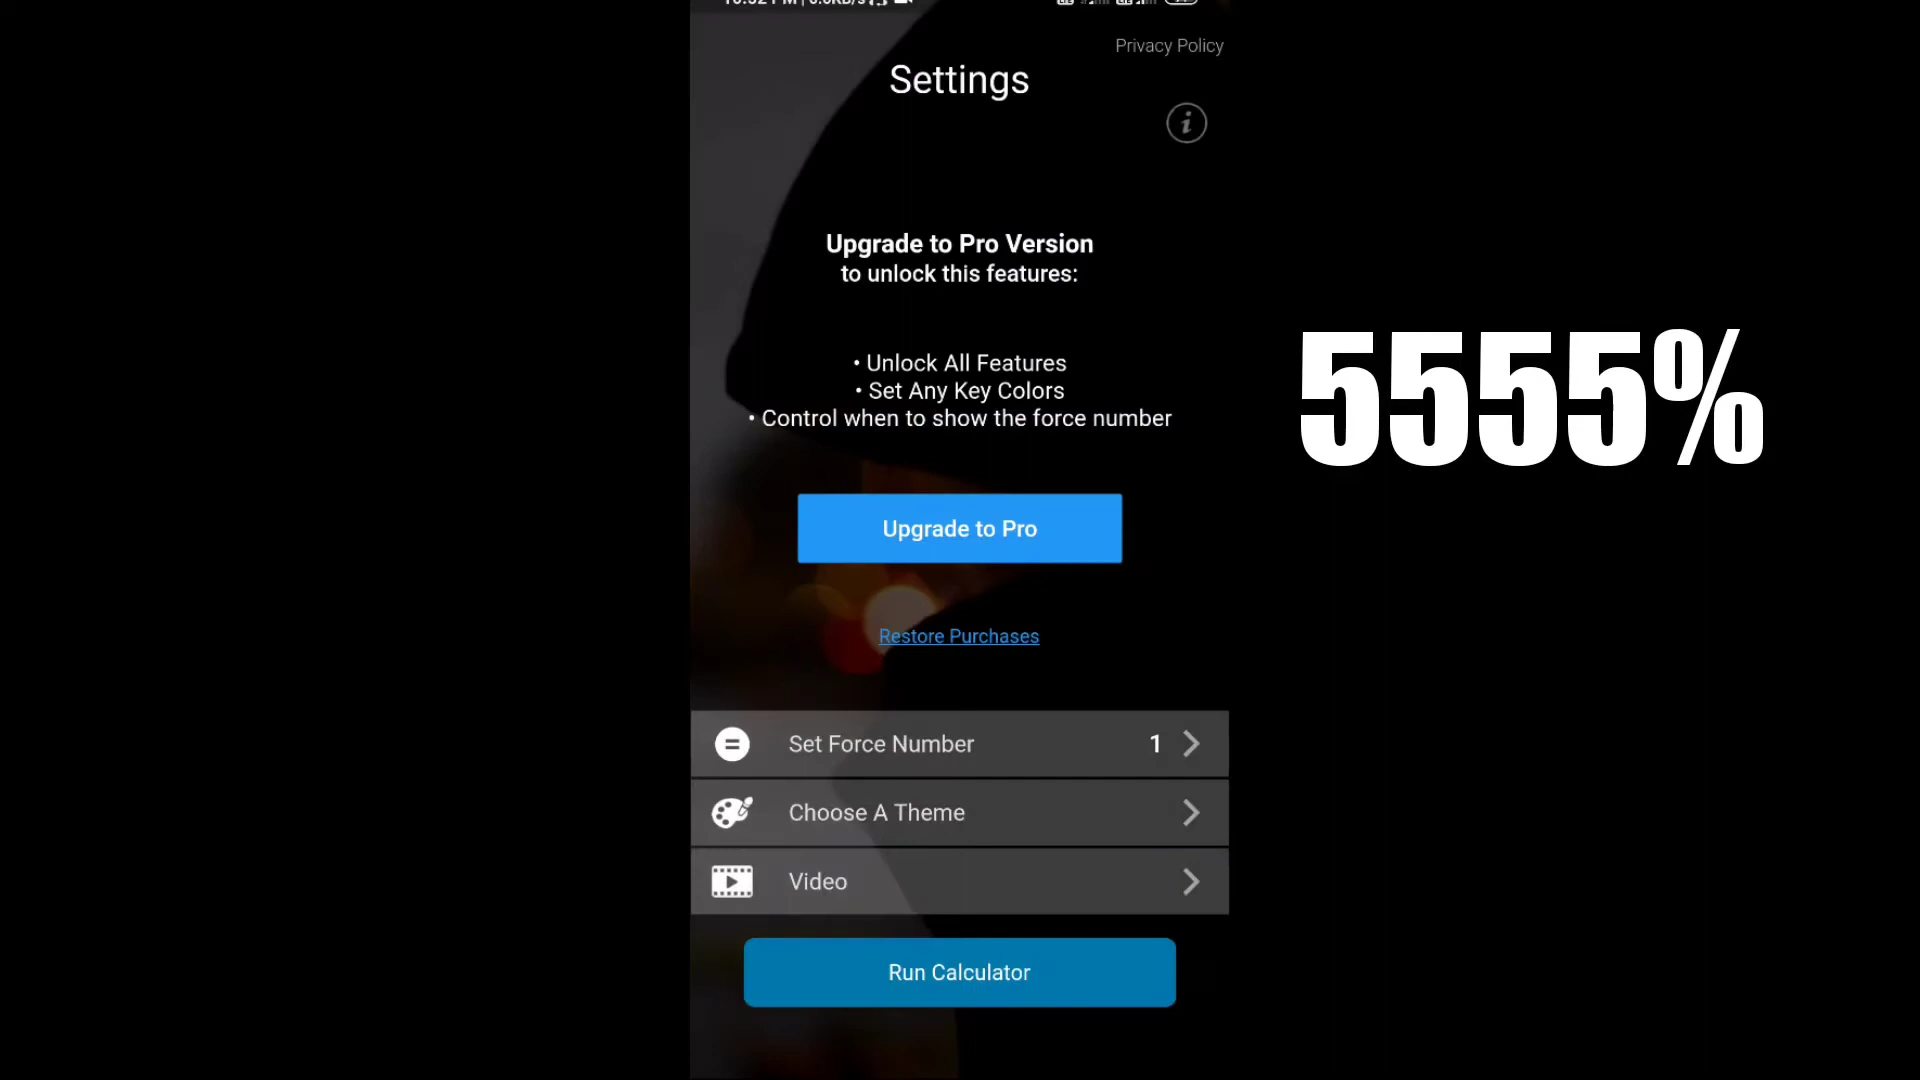 Privacy Policy
Settings
Upgrade to Pro Version
to unlock this features:
• Unlock All Features
• Set Any Key Colors
• Control when to show the force number
5555%
Upgrade to Pro
Restore Purchases
Set Force Number 1
Choose A Theme
Video
Run Calculator